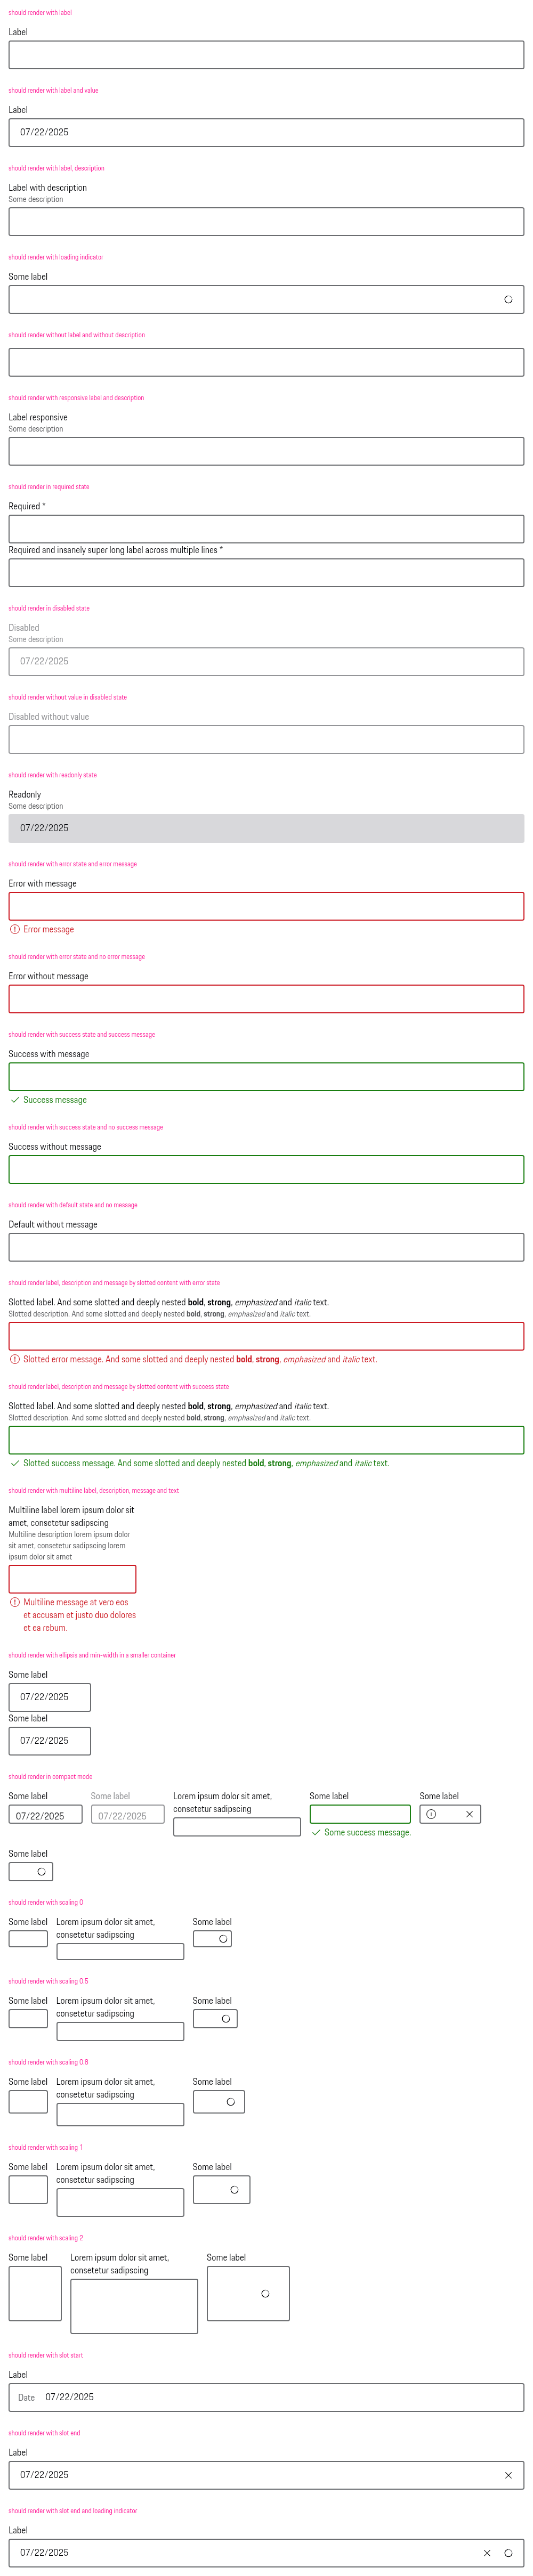 should render with label
Label
should render with label and value
Label
07/22/2025
should render with label, description
Label with description
Some description
should render with loading indicator
Some label
should render without label and without description
should render with responsive label and description
Label responsive
Some description
should render in required state
Required *
Required and insanely super long label across multiple lines *
should render in disabled state
Disabled
Some description
07/22/2025
should render without value in disabled state
Disabled without value
should render with readonly state
Readonly
Some description
07/22/2025
should render with error state and error message
Error with message
Error message
should render with error state and no error message
Error without message
should render with success state and success message
Success with message
Success message
should render with success state and no success message
Success without message
should render with default state and no message
Default without message
should render label, description and message by slotted content with error state
Slotted label. And some slotted and deeply nested bold, strong, emphasized and italic text.
Slotted description. And some slotted and deeply nested bold, strong, emphasized and italic text.
Slotted error message. And some slotted and deeply nested bold, strong, emphasized and italic text.
should render label, description and message by slotted content with success state
Slotted label. And some slotted and deeply nested bold, strong, emphasized and italic text.
Slotted description. And some slotted and deeply nested bold, strong, emphasized and italic text.
Slotted success message. And some slotted and deeply nested bold, strong, emphasized and italic text.
should render with multiline label, description, message and text
Multiline label lorem ipsum dolor sit
amet, consetetur sadipscing
Multiline description lorem ipsum dolor
sit amet, consetetur sadipscing lorem
ipsum dolor sit amet
Multiline message at vero eos
et accusam et justo duo dolores
et ea rebum.
should render with ellipsis and min-width in a smaller container
Some label
07/22/2025
Some label
07/22/2025
should render in compact mode
Some label
07/22/2025
Some label
07/22/2025
Lorem ipsum dolor sit amet,
consetetur sadipscing
Some label
Some success message.
Some label
Some label
should render with scaling 0
Some label
Lorem ipsum dolor sit amet,
consetetur sadipscing
Some label
should render with scaling 0.5
Some label
Lorem ipsum dolor sit amet,
consetetur sadipscing
Some label
should render with scaling 0.8
Some label
Lorem ipsum dolor sit amet,
consetetur sadipscing
Some label
should render with scaling 1
Some label
Lorem ipsum dolor sit amet,
consetetur sadipscing
Some label
should render with scaling 2
Some label
Lorem ipsum dolor sit amet,
consetetur sadipscing
Some label
should render with slot start
Label
Date 07/22/2025
should render with slot end
Label
07/22/2025
should render with slot end and loading indicator
Label
07/22/2025